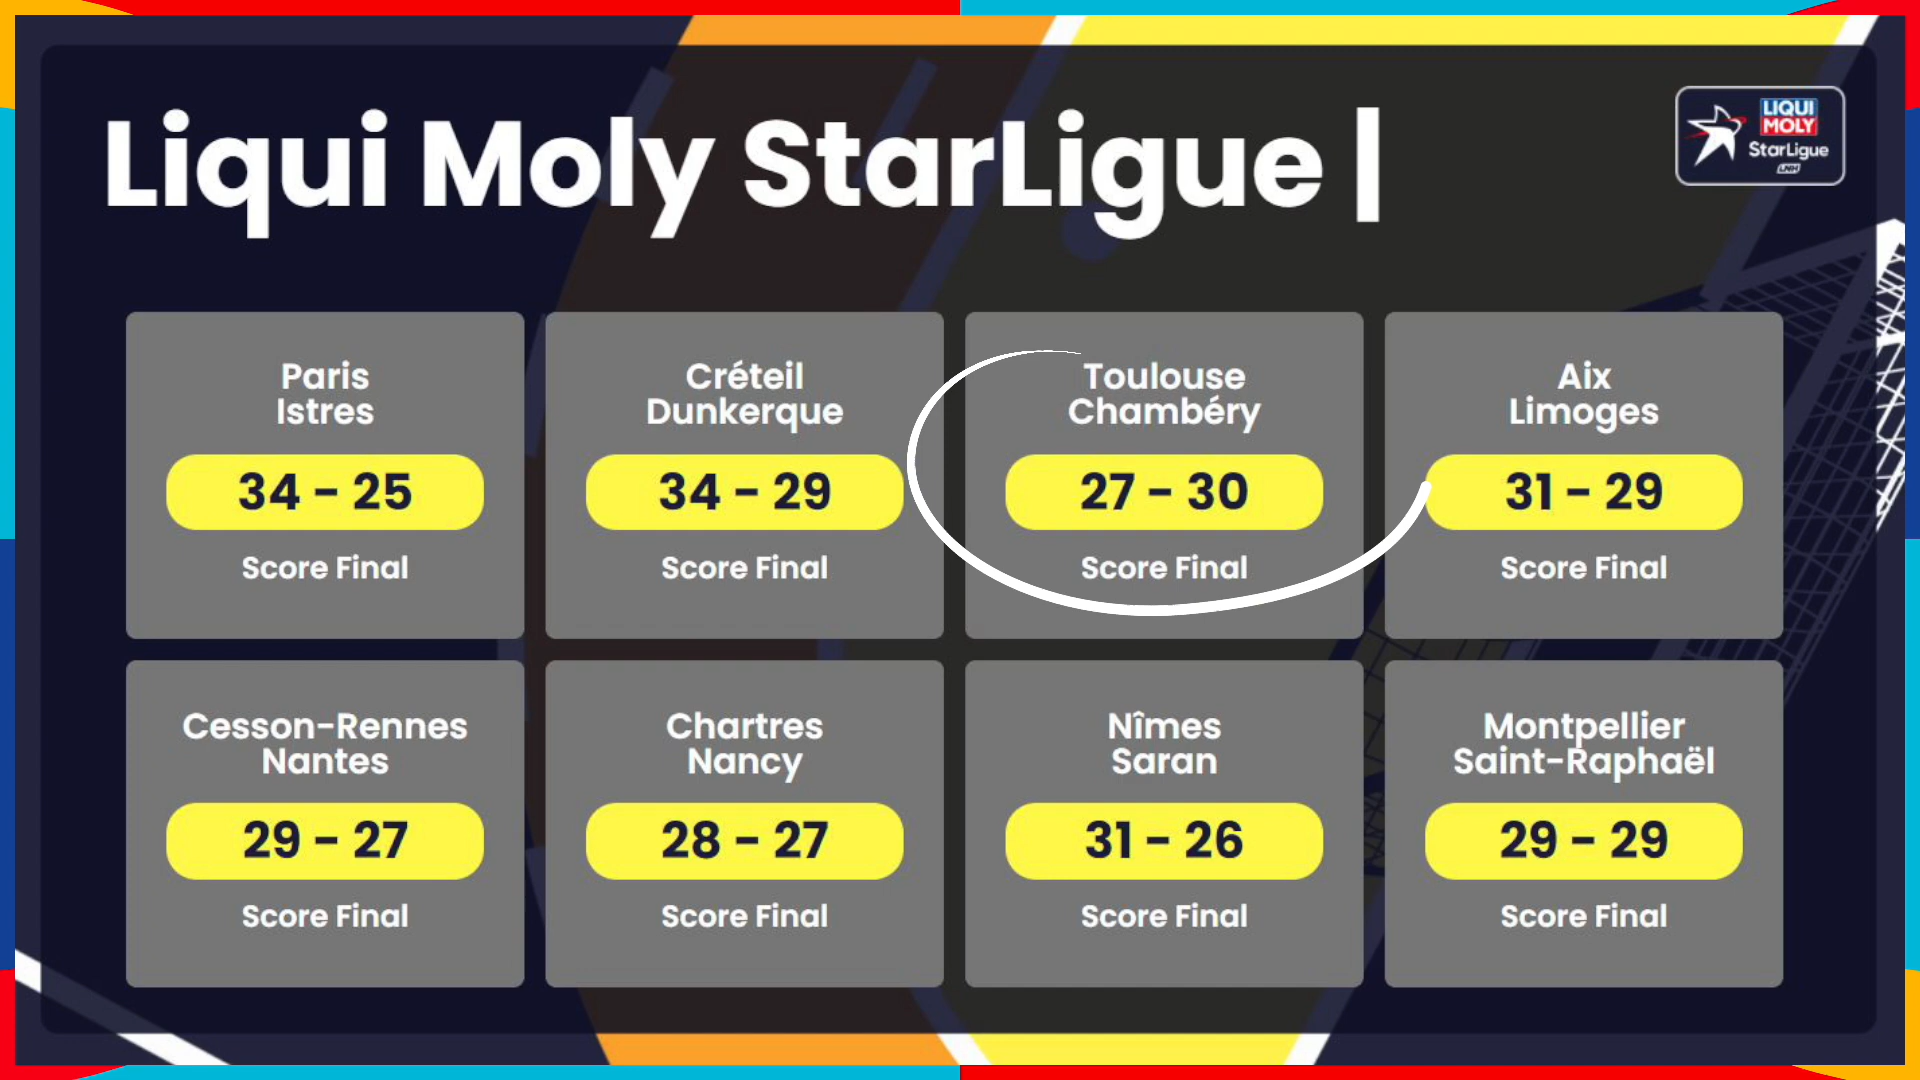 Liqui Moly StarLigue |
LIQUI
MOLY
StarLigue
LNH
Paris
Istres
34 - 25
Score Final
Créteil
Dunkerque
34 - 29
Score Final
Toulouse
Chambéry
27 - 30
Score Final
Aix
Limoges
31 - 29
Score Final
Cesson-Rennes
Nantes
29 - 27
Score Final
Chartres
Nancy
28 - 27
Score Final
Nîmes
Saran
31 - 26
Score Final
Montpellier
Saint-Raphaël
29 - 29
Score Final